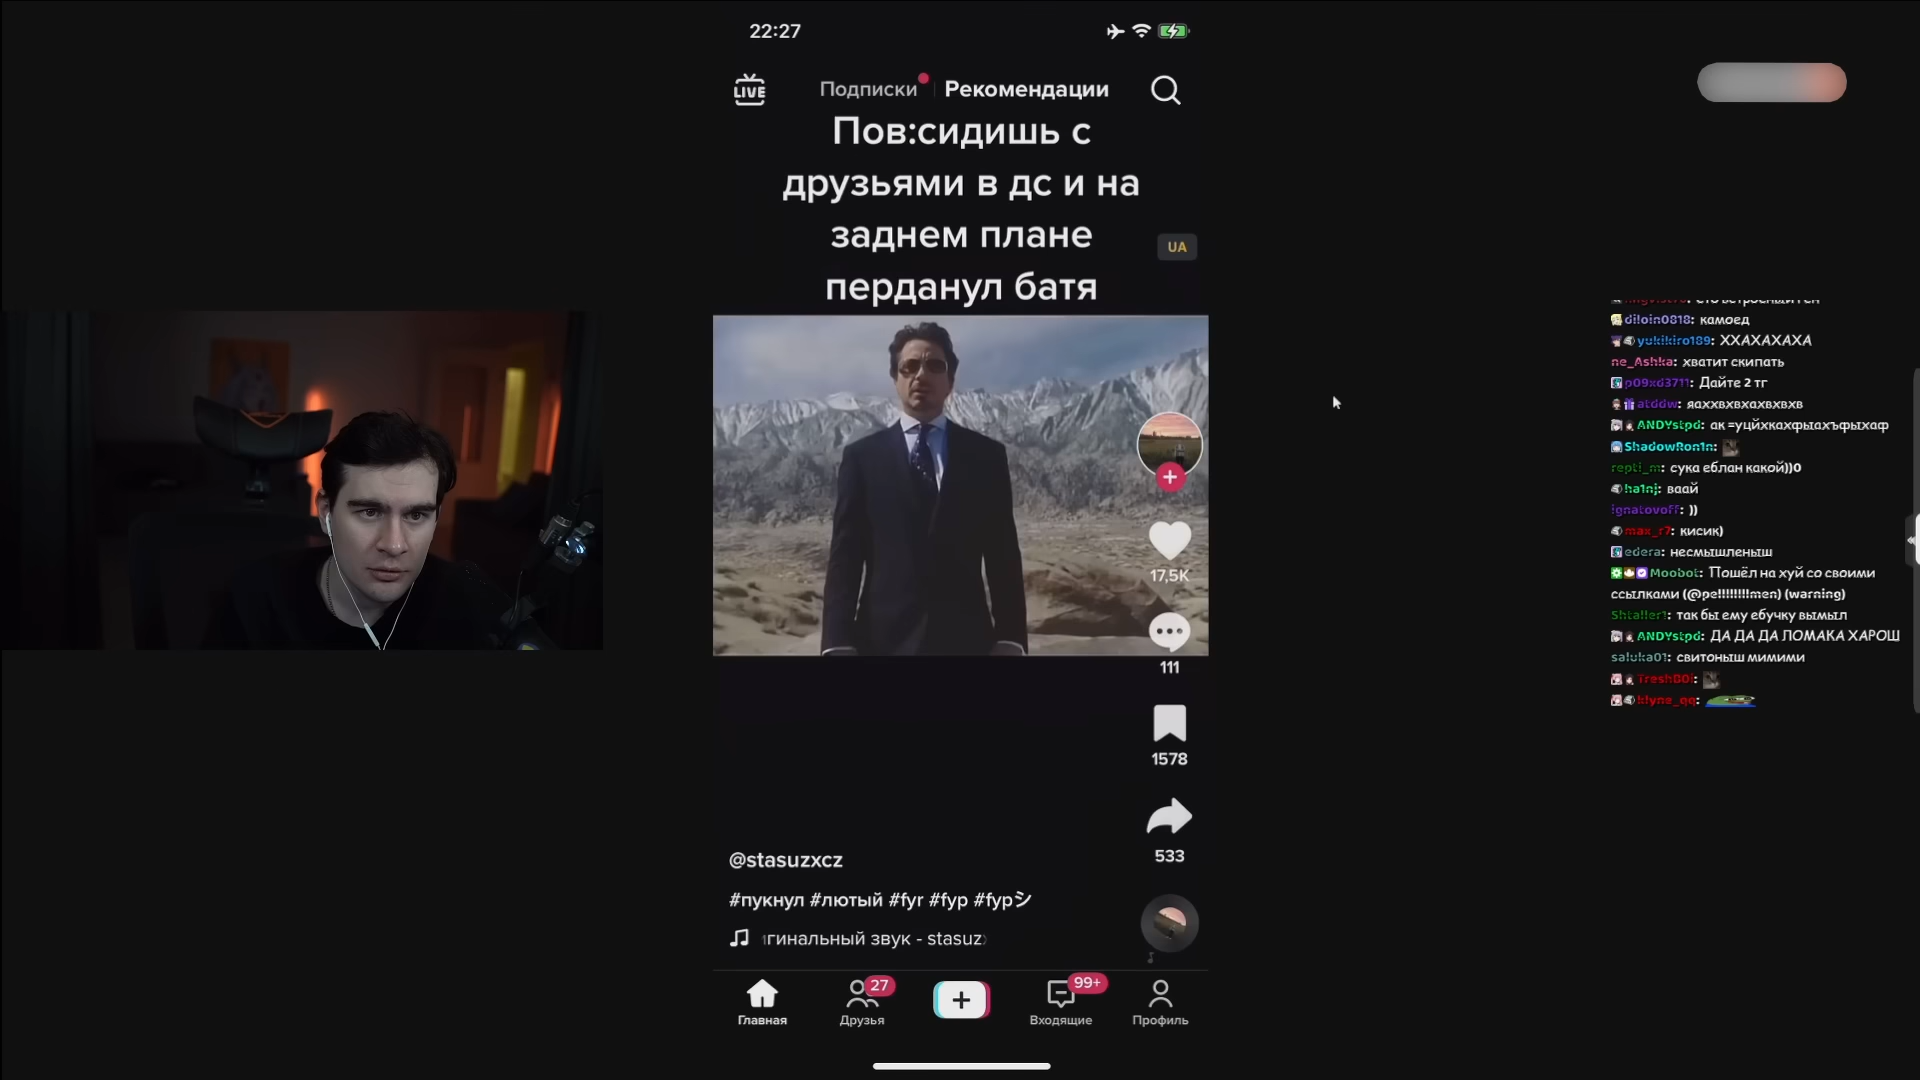 22:27
LIVE
Подписки
Рекомендации
Пов:сидишь с
друзьями в дс и на
заднем плане
перданул батя
UA
17,5K
111
1578
533
@stasuzxcz
#пукнул #лютый #fyr #fyp #fypシ
гинальный звук - stasuz
27
99+
Главная
Друзья
Входящие
Профиль
diloin0818: камоед
yukikiro189: ХХАХАХАХА
ne_Ashka: хватит скипать
p09xd3711: Дайте 2 тг
atddw: яаххвхвхахвхвхв
ANDYstpd: ак =уцйхкахфыахъфыхаф
ShadowRon1n:
repti_m: сука еблан какой))0
ha1nj: ваай
ignatovoff: ))
max_r7: кисик)
edera: несмышленыш
Moobot: Пошёл на хуй со своими
ссылками (@pe!!!!!!!!men) (warning)
Shtaller1: так бы ему ебучку вымыл
ANDYstpd: ДА ДА ДА ЛОМАКА ХАРОШ
saluka01: свитоныш мимими
Tresh80i:
klyne_qq: